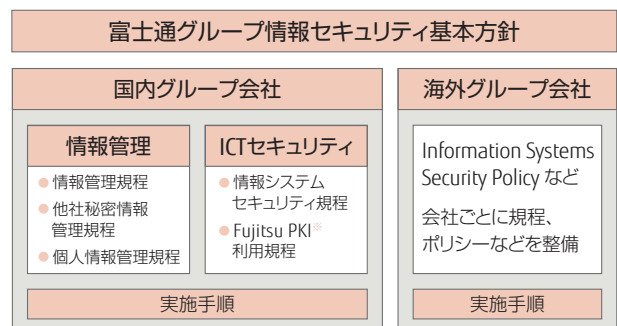 富士通グループ情報セキュリティ基本方針
国内グループ会社
情報管理
●情報管理規程
●他社秘密情報
管理規程
●個人情報管理規程
ICTセキュリティ
●情報システム
セキュリティ規程
●Fujitsu PKI※
利用規程
実施手順
海外グループ会社
Information Systems
Security Policy など
会社ごとに規程、
ポリシーなどを整備
実施手順